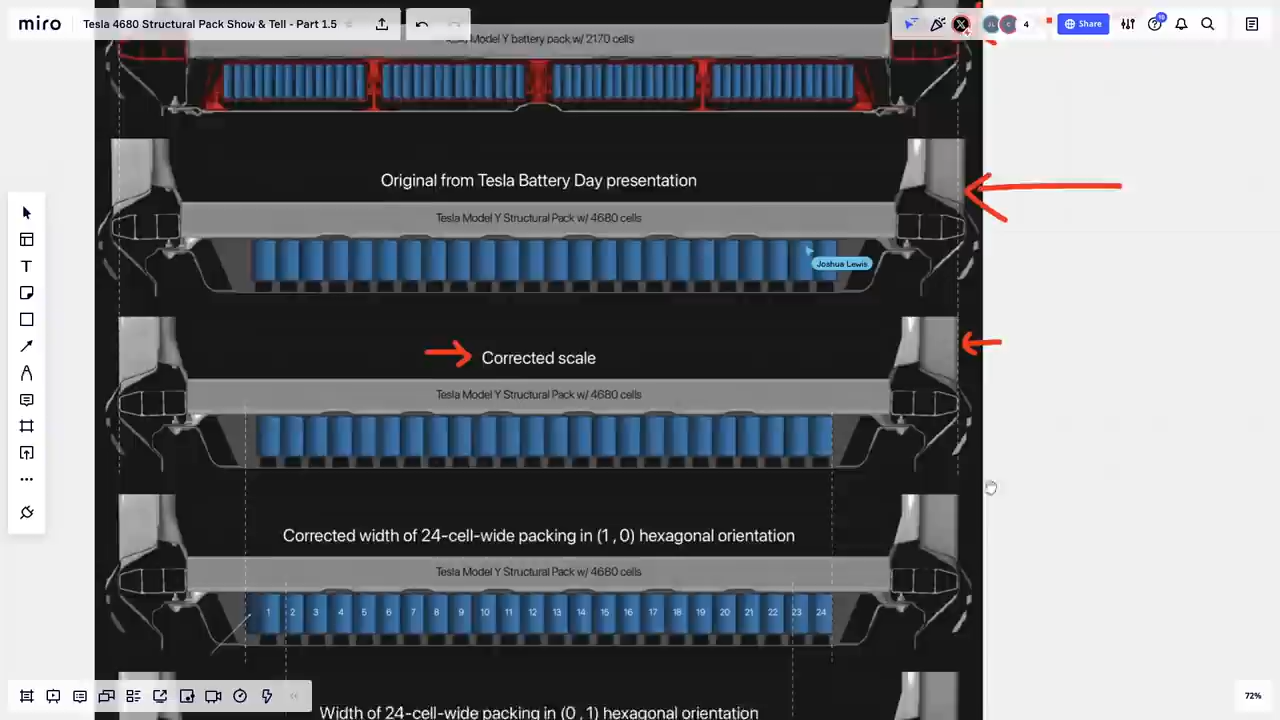 miro
Tesla 4680 Structural Pack Show & Tell - Part 1.5
X
JL
C
4
Share
10
Tesla Model Y battery pack w/ 2170 cells
Original from Tesla Battery Day presentation
Tesla Model Y Structural Pack w/ 4680 cells
Joshua Lewis
Corrected scale
Tesla Model Y Structural Pack w/ 4680 cells
Corrected width of 24-cell-wide packing in (1 , 0) hexagonal orientation
Tesla Model Y Structural Pack w/ 4680 cells
1 2 3 4 5 6 7 8 9 10 11 12 13 14 15 16 17 18 19 20 21 22 23 24
Width of 24-cell-wide packing in (0 , 1) hexagonal orientation
72%